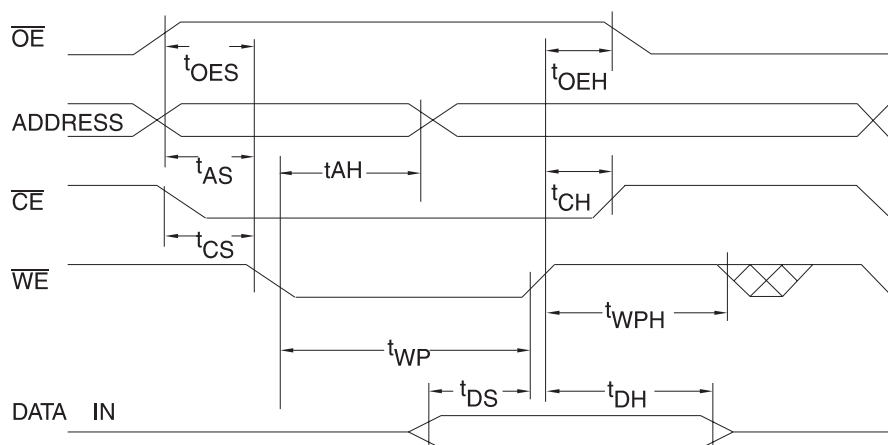 OE
tOES
tOEH
ADDRESS
tAS
tAH
tCH
CE
tCS
WE
tWPH
tWP
tDS
tDH
DATA IN